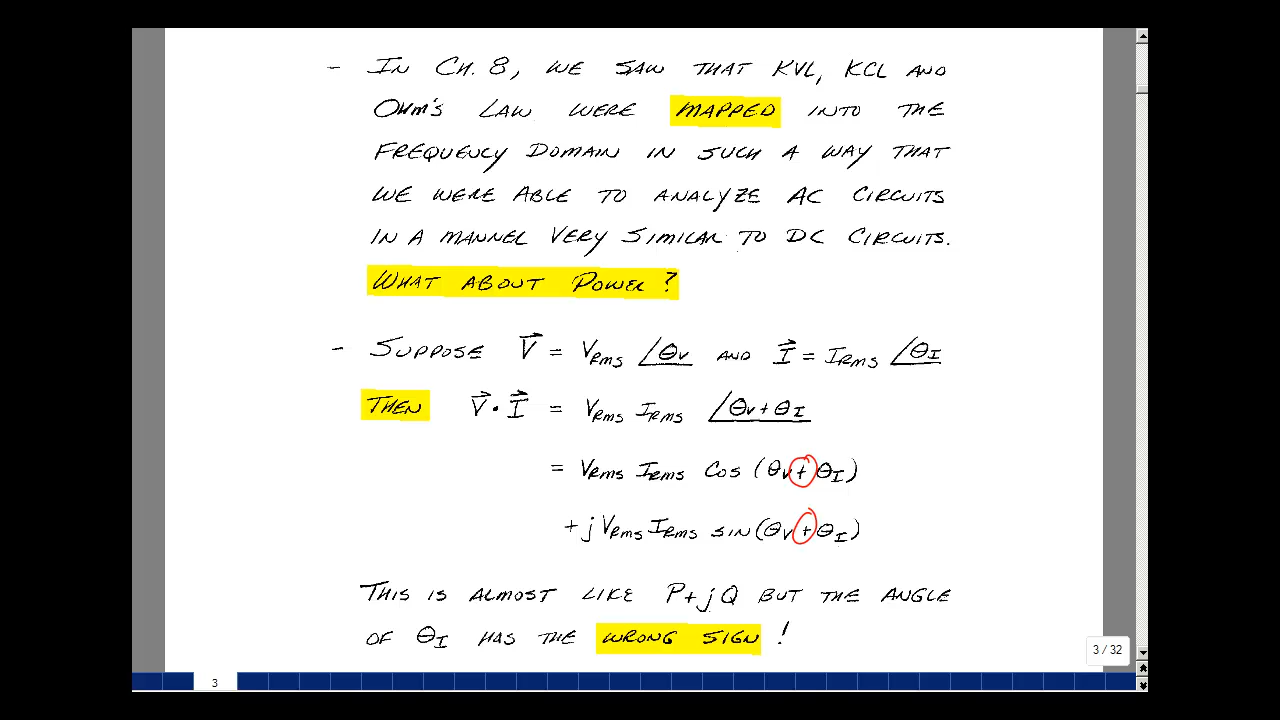 - IN CH. 8, WE SAW THAT KVL, KCL AND
OHM'S LAW WERE MAPPED INTO THE
FREQUENCY DOMAIN IN SUCH A WAY THAT
WE WERE ABLE TO ANALYZE AC CIRCUITS
IN A MANNER VERY SIMILAR TO DC CIRCUITS.
WHAT ABOUT POWER?
- SUPPOSE V⃗ = VRMS ∠θV AND I⃗ = IRMS ∠θI
THEN V⃗ · I⃗ = VRMS IRMS ∠θV + θI
= VRMS IRMS COS (θV + θI)
+ j VRMS IRMS SIN (θV + θI)
THIS IS ALMOST LIKE P + jQ BUT THE ANGLE
OF θI HAS THE WRONG SIGN!
3 / 32
3